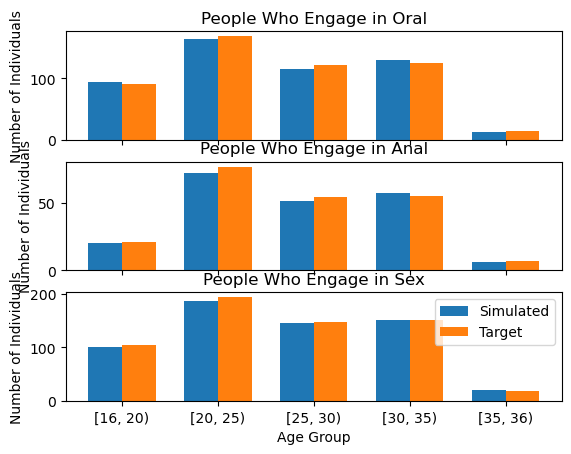 People Who Engage in Oral
Number of Individuals
100
0
People Who Engage in Anal
Number of Individuals
50
0
People Who Engage in Sex
Number of Individuals
200
100
0
Simulated
Target
[16, 20)
[20, 25)
[25, 30)
[30, 35)
[35, 36)
Age Group